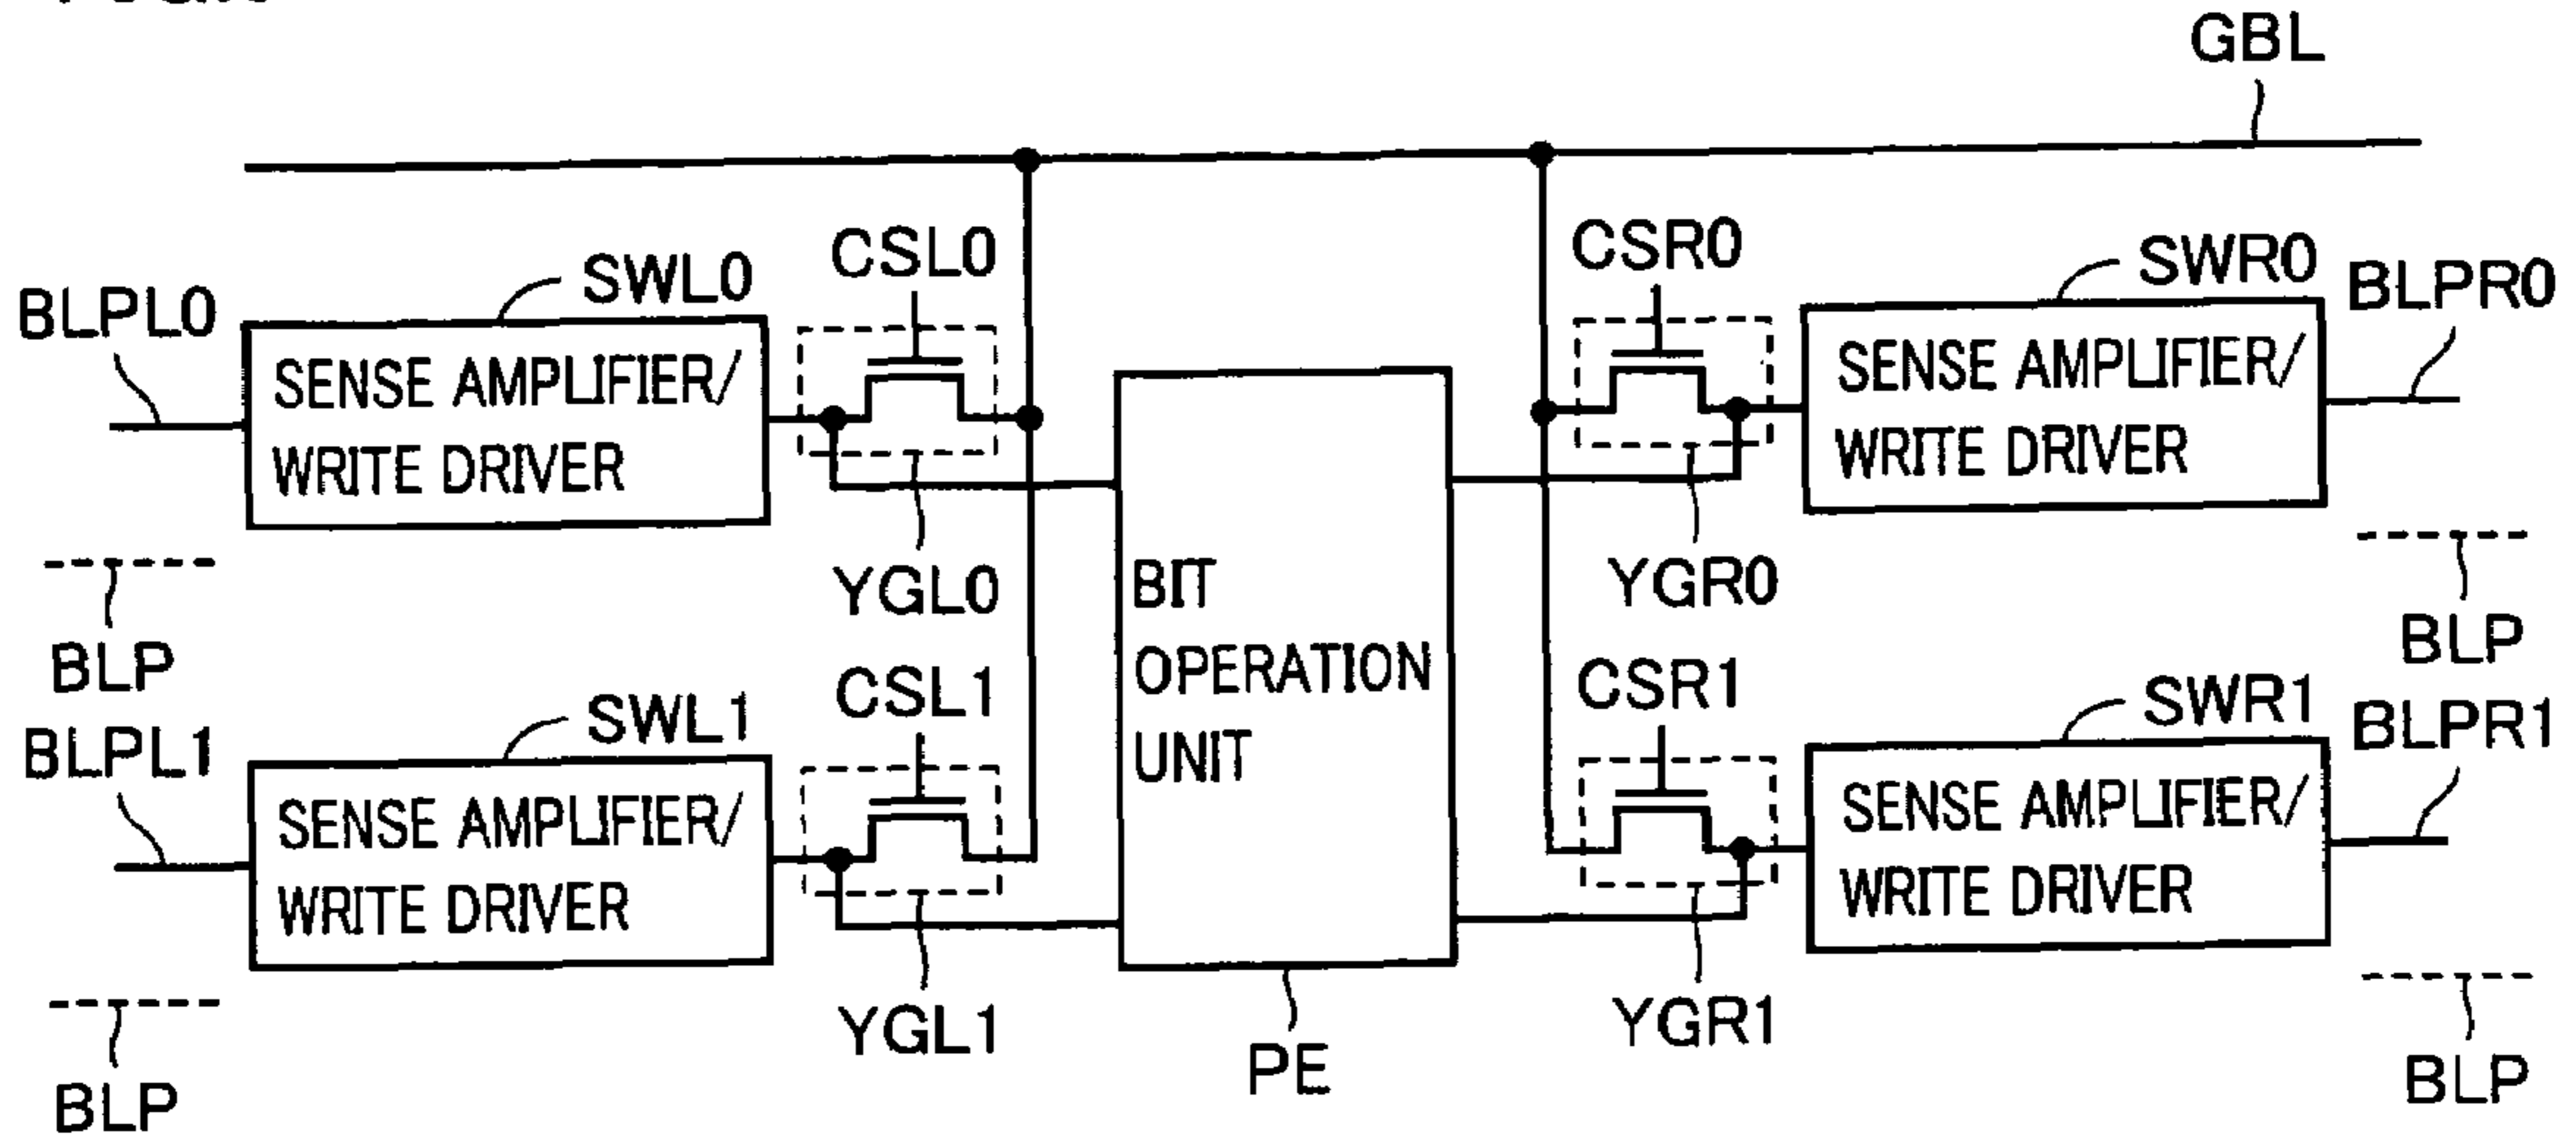 GBL
CSL0
CSR0
SWL0
SWR0
BLPL0
BLPR0
SENSE AMPLIFIER/
WRITE DRIVER
SENSE AMPLIFIER/
WRITE DRIVER
YGL0
YGR0
BIT
OPERATION
UNIT
BLP
BLP
CSL1
CSR1
SWL1
SWR1
BLPL1
BLPR1
SENSE AMPLIFIER/
WRITE DRIVER
SENSE AMPLIFIER/
WRITE DRIVER
YGL1
YGR1
PE
BLP
BLP